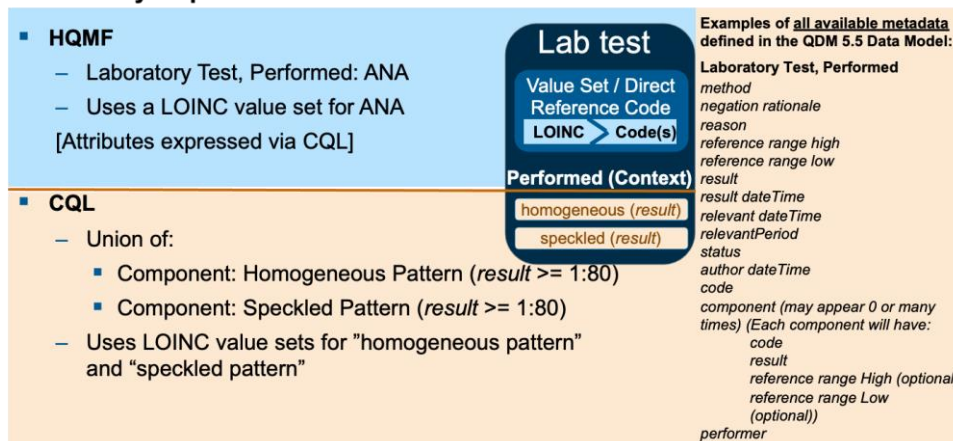 ▪ HQMF
– Laboratory Test, Performed: ANA
– Uses a LOINC value set for ANA
[Attributes expressed via CQL]
▪ CQL
– Union of:
▪ Component: Homogeneous Pattern (result >= 1:80)
▪ Component: Speckled Pattern (result >= 1:80)
– Uses LOINC value sets for ”homogeneous pattern”
and “speckled pattern”
Lab test
Value Set / Direct
Reference Code
LOINC Code(s)
Performed (Context)
homogeneous (result)
speckled (result)
Examples of all available metadata
defined in the QDM 5.5 Data Model:
Laboratory Test, Performed
method
negation rationale
reason
reference range high
reference range low
result
result dateTime
relevant dateTime
relevantPeriod
status
author dateTime
code
component (may appear 0 or many
times) (Each component will have:
code
result
reference range High (optional
reference range Low
(optional))
performer